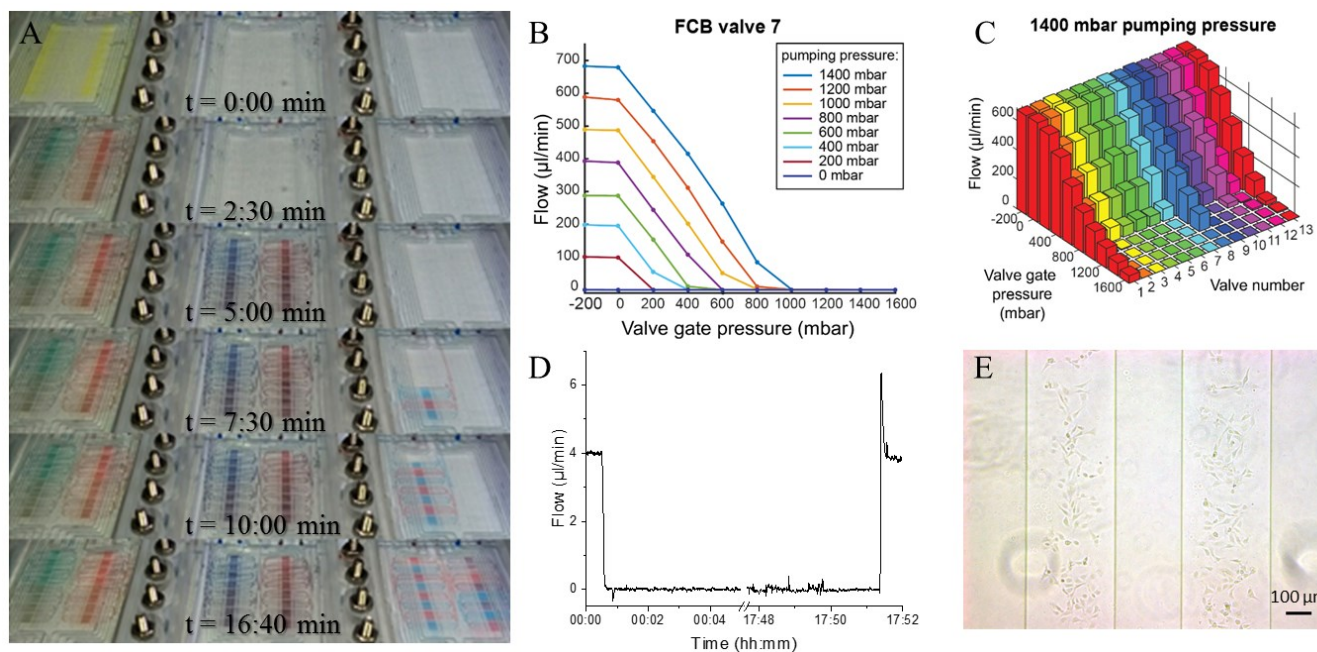 A
t = 0:00 min
t = 2:30 min
t = 5:00 min
t = 7:30 min
t = 10:00 min
t = 16:40 min
B
FCB valve 7
pumping pressure:
1400 mbar
1200 mbar
1000 mbar
800 mbar
600 mbar
400 mbar
200 mbar
0 mbar
700
600
500
400
300
200
100
0
Flow (µl/min)
-200 0 200 400 600 800 1000 1200 1400 1600
Valve gate pressure (mbar)
C
1400 mbar pumping pressure
600
400
200
0
Flow (µl/min)
-200
0
400
800
1200
1600
Valve gate
pressure
(mbar)
1 2 3 4 5 6 7 8 9 10 11 12 13
Valve number
D
6
4
2
0
Flow (µl/min)
00:00 00:02 00:04 17:48 17:50 17:52
Time (hh:mm)
E
100 µm